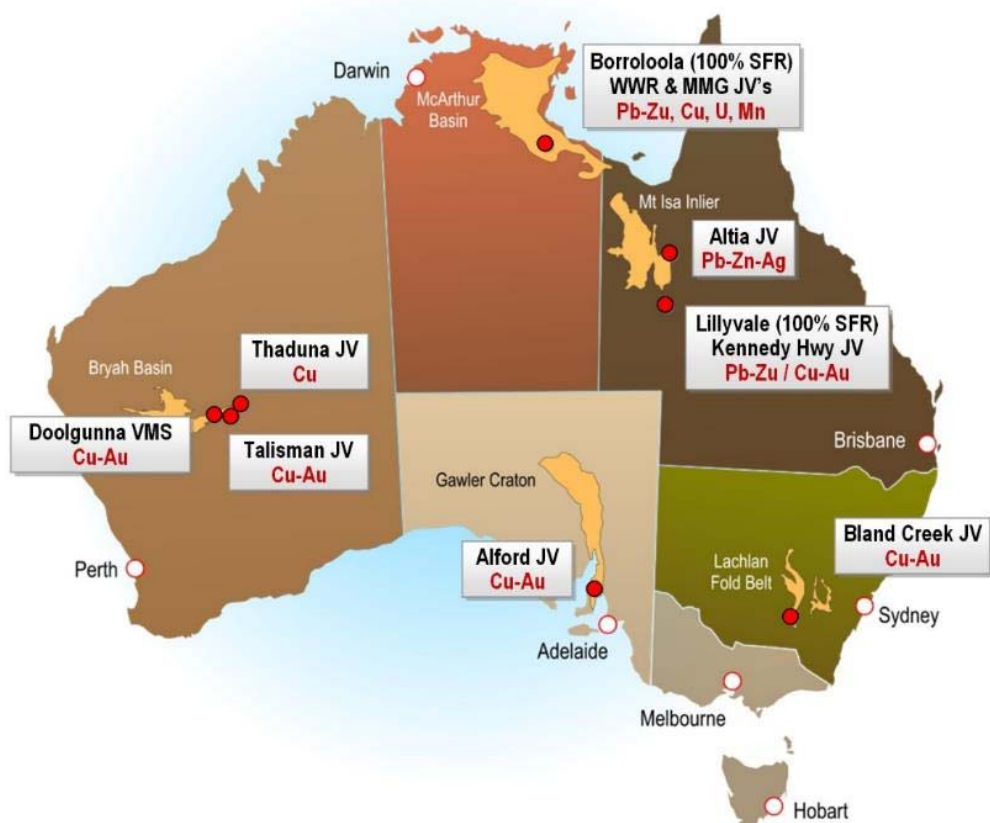 Darwin
McArthur
Basin
Borroloola (100% SFR)
WWR & MMG JV's
Pb-Zu, Cu, U, Mn
Mt Isa Inlier
Altia JV
Pb-Zn-Ag
Lillyvale (100% SFR)
Kennedy Hwy JV
Pb-Zu / Cu-Au
Thaduna JV
Cu
Bryah Basin
Doolgunna VMS
Cu-Au
Talisman JV
Cu-Au
Brisbane
Gawler Craton
Alford JV
Cu-Au
Bland Creek JV
Cu-Au
Lachlan
Fold Belt
Perth
Sydney
Adelaide
Melbourne
Hobart